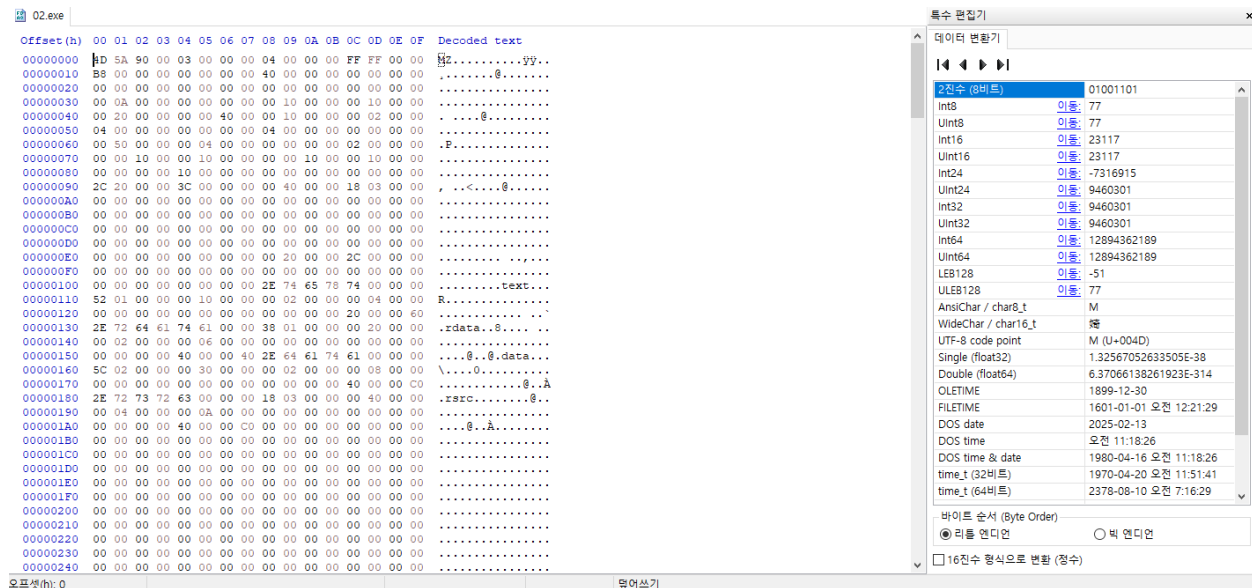 02.exe
Offset(h) 00 01 02 03 04 05 06 07 08 09 0A 0B 0C 0D 0E 0F Decoded text
00000000 4D 5A 90 00 03 00 00 00 04 00 00 00 FF FF 00 00 MZ..........ÿÿ..
00000010 B8 00 00 00 00 00 00 00 40 00 00 00 00 00 00 00 ¸.......@.......
00000020 00 00 00 00 00 00 00 00 00 00 00 00 00 00 00 00 ................
00000030 00 0A 00 00 00 00 00 00 00 10 00 00 00 10 00 00 ................
00000040 00 20 00 00 00 00 40 00 00 10 00 00 00 02 00 00 . ....@.........
00000050 04 00 00 00 00 00 00 00 04 00 00 00 00 00 00 00 ................
00000060 00 50 00 00 00 04 00 00 00 00 00 00 02 00 00 00 .P..............
00000070 00 00 10 00 00 10 00 00 00 00 10 00 00 10 00 00 ................
00000080 00 00 00 00 10 00 00 00 00 00 00 00 00 00 00 00 ................
00000090 2C 20 00 00 3C 00 00 00 00 40 00 00 18 03 00 00 , ..<....@......
000000A0 00 00 00 00 00 00 00 00 00 00 00 00 00 00 00 00 ................
000000B0 00 00 00 00 00 00 00 00 00 00 00 00 00 00 00 00 ................
000000C0 00 00 00 00 00 00 00 00 00 00 00 00 00 00 00 00 ................
000000D0 00 00 00 00 00 00 00 00 00 00 00 00 00 00 00 00 ................
000000E0 00 00 00 00 00 00 00 00 00 20 00 00 2C 00 00 00 ......... ..,...
000000F0 00 00 00 00 00 00 00 00 00 00 00 00 00 00 00 00 ................
00000100 00 00 00 00 00 00 00 00 2E 74 65 78 74 00 00 00 .........text...
00000110 52 01 00 00 00 10 00 00 00 02 00 00 00 04 00 00 R...............
00000120 00 00 00 00 00 00 00 00 00 00 00 00 20 00 00 60 ............ ..`
00000130 2E 72 64 61 74 61 00 00 38 01 00 00 00 20 00 00 .rdata..8.... ..
00000140 00 02 00 00 00 06 00 00 00 00 00 00 00 00 00 00 ................
00000150 00 00 00 00 40 00 00 40 2E 64 61 74 61 00 00 00 ....@..@.data...
00000160 5C 02 00 00 00 30 00 00 00 02 00 00 00 08 00 00 \....0..........
00000170 00 00 00 00 00 00 00 00 00 00 00 00 40 00 00 C0 ............@..À
00000180 2E 72 73 72 63 00 00 00 18 03 00 00 00 40 00 00 .rsrc........@..
00000190 00 04 00 00 00 0A 00 00 00 00 00 00 00 00 00 00 ................
000001A0 00 00 00 00 40 00 00 C0 00 00 00 00 00 00 00 00 ....@..À........
000001B0 00 00 00 00 00 00 00 00 00 00 00 00 00 00 00 00 ................
000001C0 00 00 00 00 00 00 00 00 00 00 00 00 00 00 00 00 ................
000001D0 00 00 00 00 00 00 00 00 00 00 00 00 00 00 00 00 ................
000001E0 00 00 00 00 00 00 00 00 00 00 00 00 00 00 00 00 ................
000001F0 00 00 00 00 00 00 00 00 00 00 00 00 00 00 00 00 ................
00000200 00 00 00 00 00 00 00 00 00 00 00 00 00 00 00 00 ................
00000210 00 00 00 00 00 00 00 00 00 00 00 00 00 00 00 00 ................
00000220 00 00 00 00 00 00 00 00 00 00 00 00 00 00 00 00 ................
00000230 00 00 00 00 00 00 00 00 00 00 00 00 00 00 00 00 ................
00000240 00 00 00 00 00 00 00 00 00 00 00 00 00 00 00 00 ................
오프셋(h): 0 덮어쓰기
특수 편집기
데이터 변환기
2진수 (8비트) 01001101
Int8 이동: 77
UInt8 이동: 77
Int16 이동: 23117
UInt16 이동: 23117
Int24 이동: -7316915
UInt24 이동: 9460301
Int32 이동: 9460301
UInt32 이동: 9460301
Int64 이동: 12894362189
UInt64 이동: 12894362189
LEB128 이동: -51
ULEB128 이동: 77
AnsiChar / char8_t M
WideChar / char16_t 婍
UTF-8 code point M (U+004D)
Single (float32) 1.32567052633505E-38
Double (float64) 6.37066138261923E-314
OLETIME 1899-12-30
FILETIME 1601-01-01 오전 12:21:29
DOS date 2025-02-13
DOS time 오전 11:18:26
DOS time & date 1980-04-16 오전 11:18:26
time_t (32비트) 1970-04-20 오전 11:51:41
time_t (64비트) 2378-08-10 오전 7:16:29
바이트 순서 (Byte Order)
리틀 엔디언 빅 엔디언
16진수 형식으로 변환 (정수)